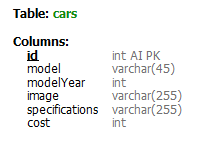 Table: cars
Columns:
id int AI PK
model varchar(45)
modelYear int
image varchar(255)
specifications varchar(255)
cost int